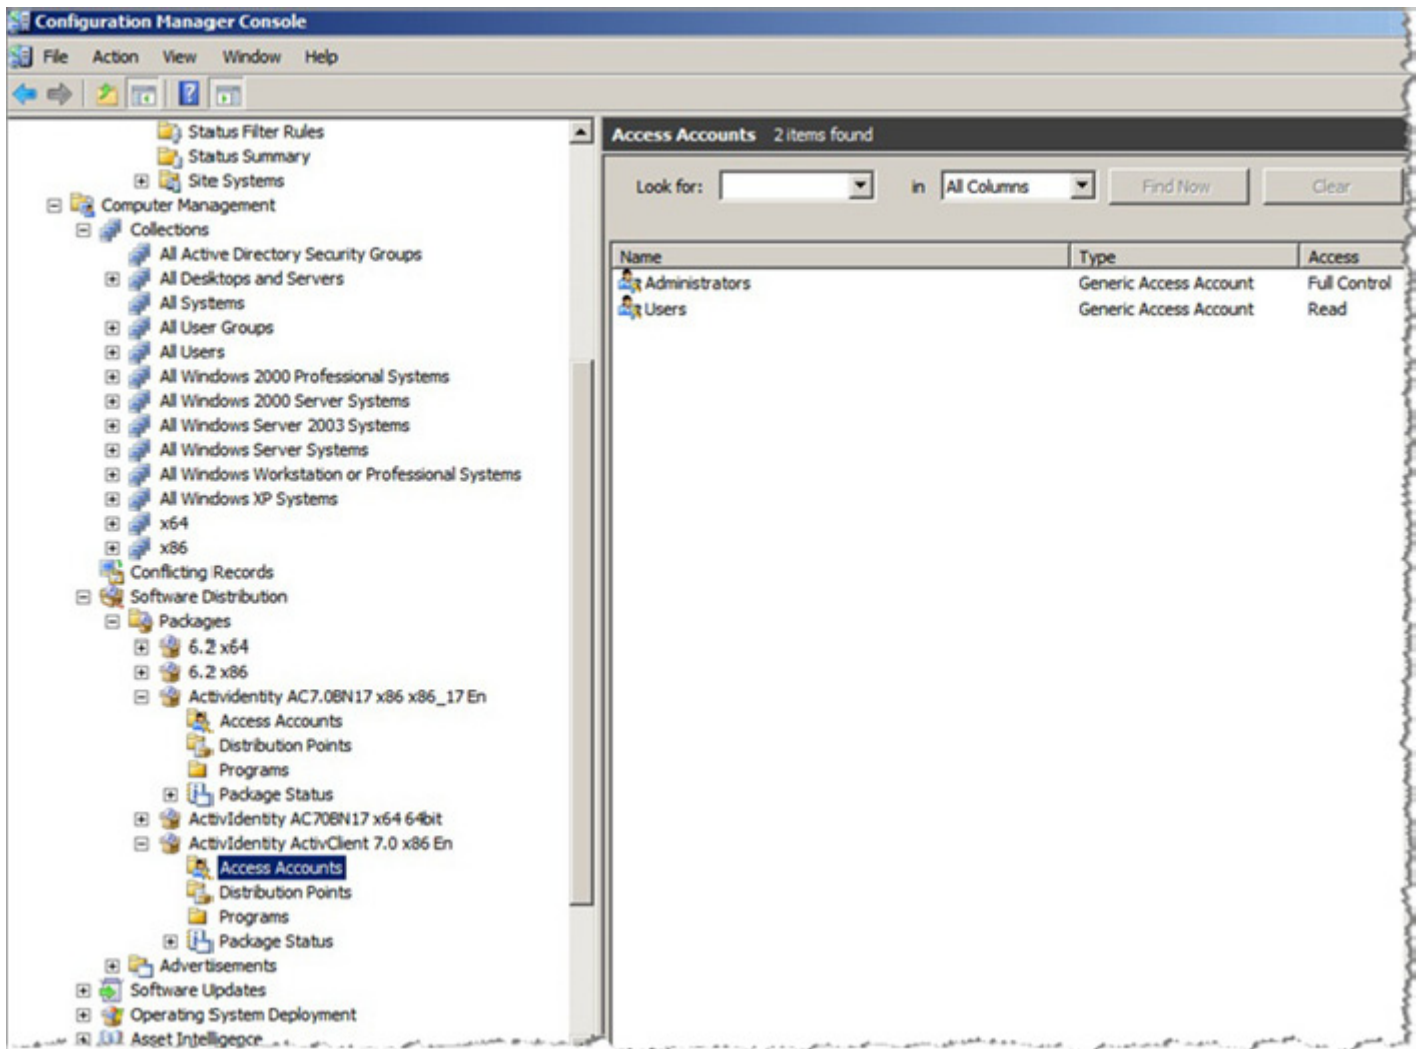 Configuration Manager Console
File Action View Window Help
Status Filter Rules
Status Summary
Site Systems
Computer Management
Collections
All Active Directory Security Groups
All Desktops and Servers
All Systems
All User Groups
All Users
All Windows 2000 Professional Systems
All Windows 2000 Server Systems
All Windows Server 2003 Systems
All Windows Server Systems
All Windows Workstation or Professional Systems
All Windows XP Systems
x64
x86
Conflicting Records
Software Distribution
Packages
6.2 x64
6.2 x86
Actividentity AC7.0BN17 x86 x86_17 En
Access Accounts
Distribution Points
Programs
Package Status
ActivIdentity AC70BN17 x64 64bit
ActivIdentity ActivClient 7.0 x86 En
Access Accounts
Distribution Points
Programs
Package Status
Advertisements
Software Updates
Operating System Deployment
Asset Intelligence
Access Accounts 2 items found
Look for: in All Columns Find Now Clear
Name Type Access
Administrators Generic Access Account Full Control
Users Generic Access Account Read